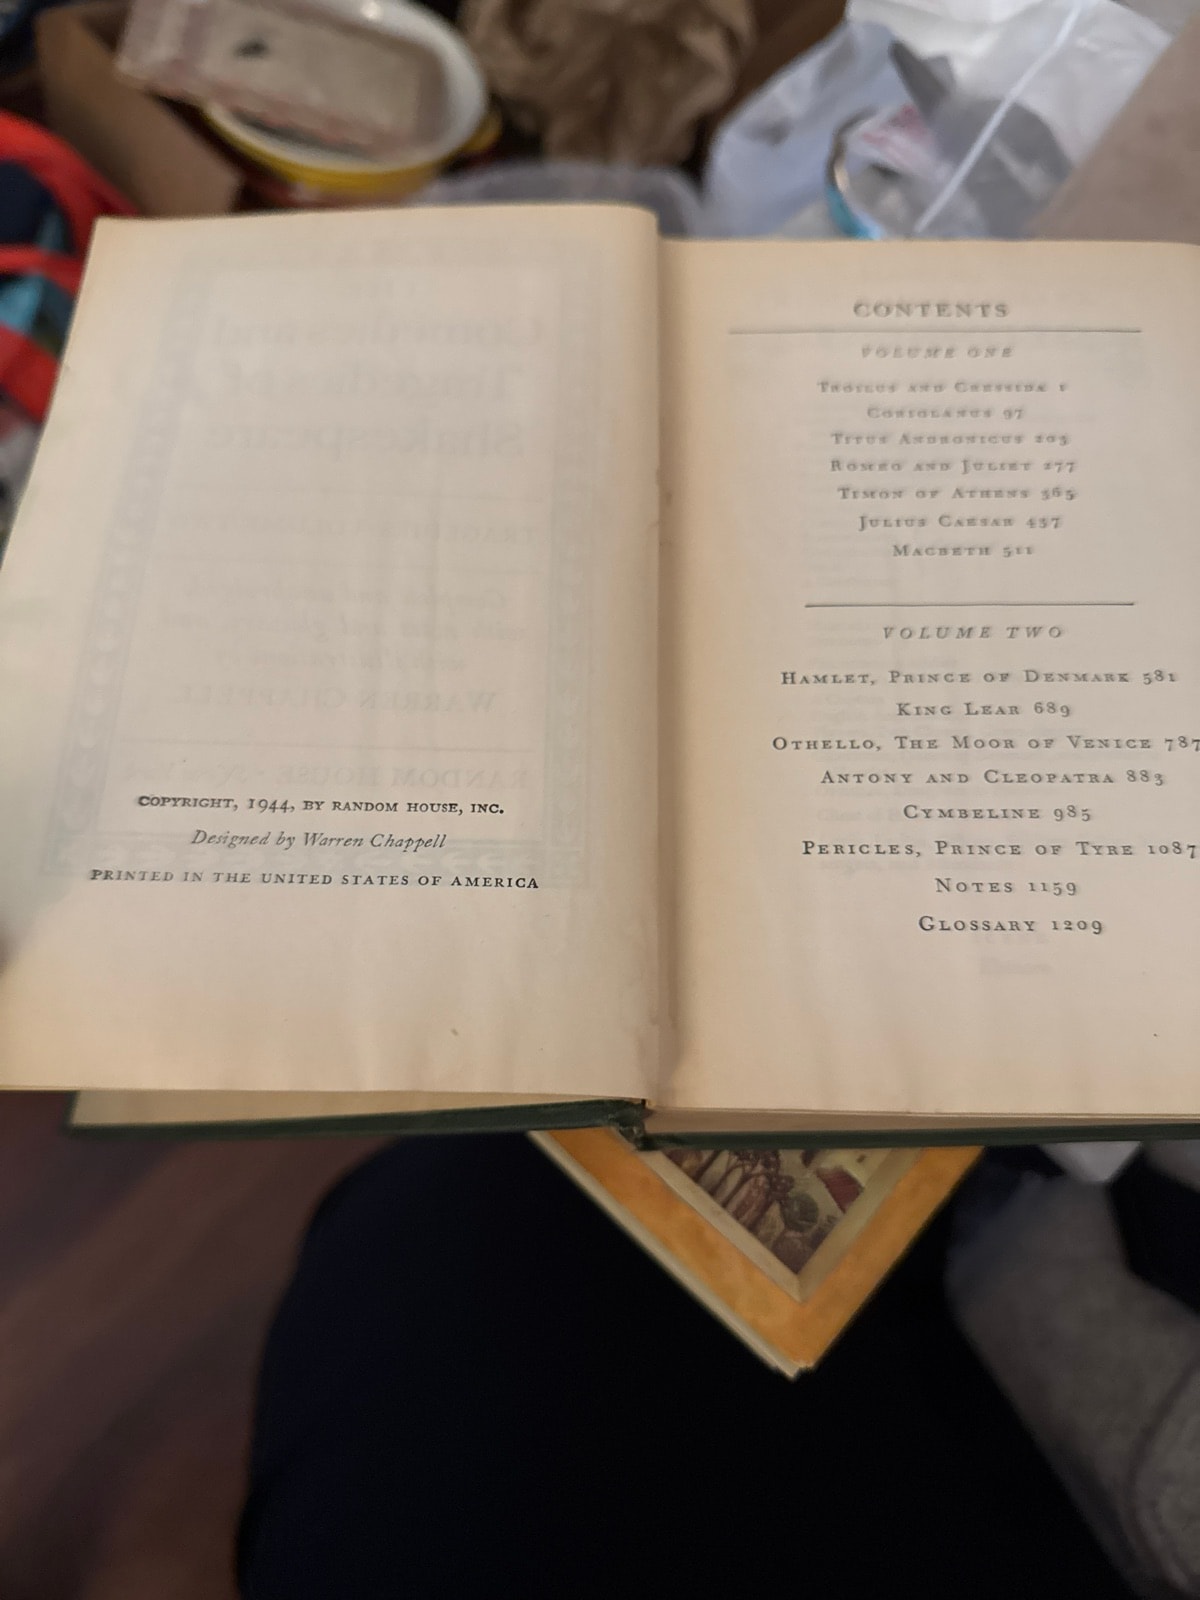 COPYRIGHT, 1944, BY RANDOM HOUSE, INC.
Designed by Warren Chappell
PRINTED IN THE UNITED STATES OF AMERICA
CONTENTS
VOLUME ONE
TROILUS AND CRESSIDA 1
CORIOLANUS 97
TITUS ANDRONICUS 203
ROMEO AND JULIET 277
TIMON OF ATHENS 365
JULIUS CAESAR 437
MACBETH 511
VOLUME TWO
HAMLET, PRINCE OF DENMARK 581
KING LEAR 689
OTHELLO, THE MOOR OF VENICE 787
ANTONY AND CLEOPATRA 883
CYMBELINE 985
PERICLES, PRINCE OF TYRE 1087
NOTES 1159
GLOSSARY 1209